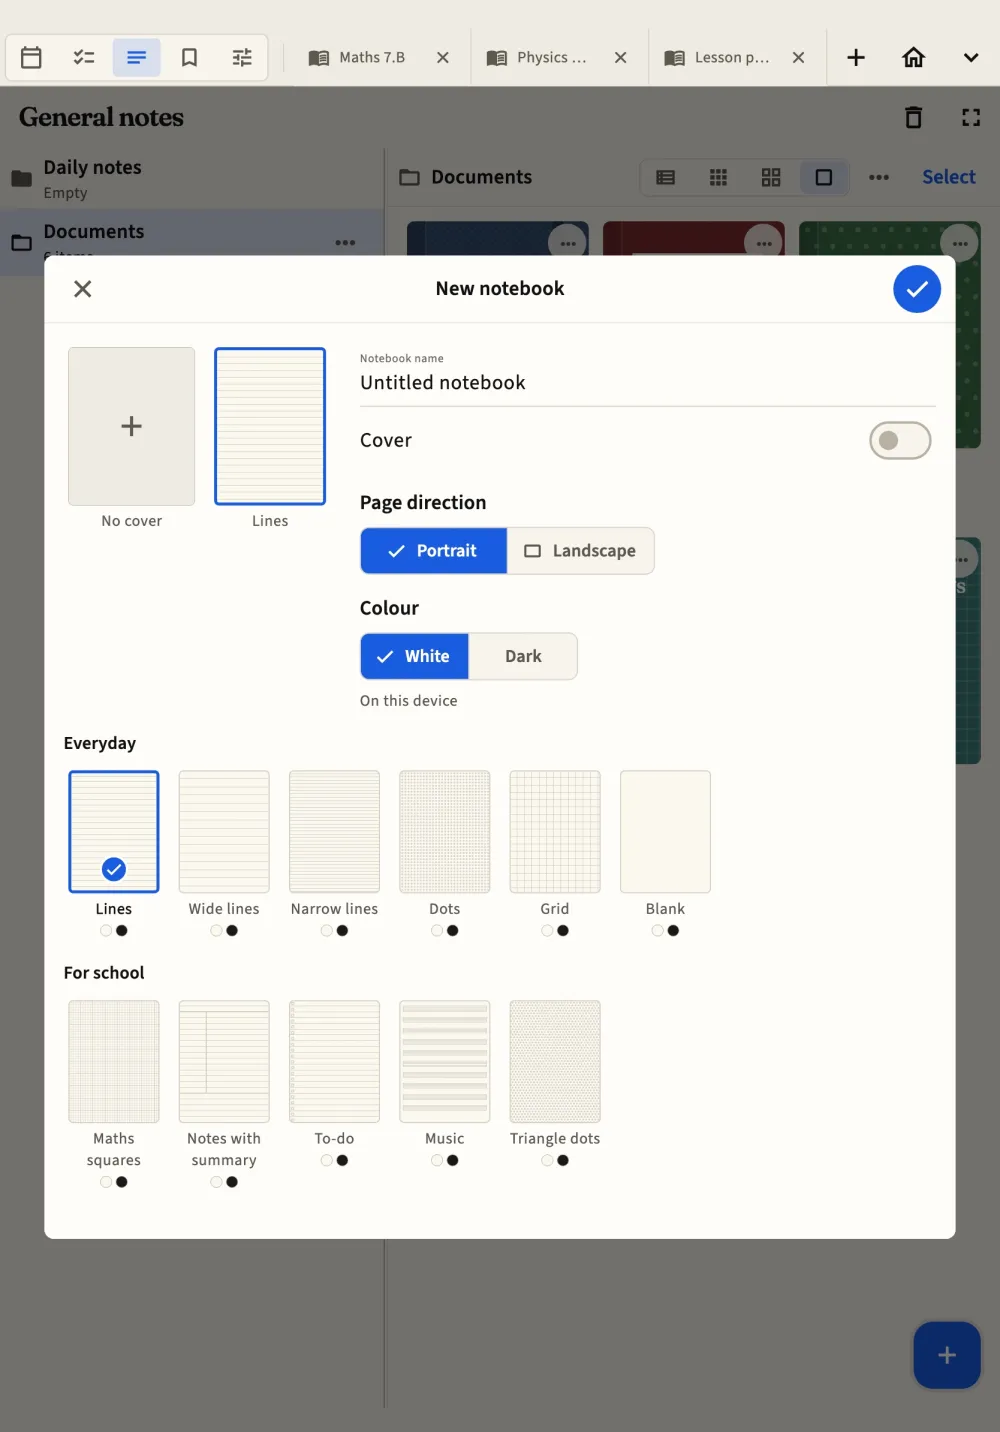 Maths 7.B
Physics ...
Lesson p...
General notes
Daily notes
Empty
Documents
Documents
Select
New notebook
No cover
Lines
Notebook name
Untitled notebook
Cover
Page direction
Portrait
Landscape
Colour
White
Dark
On this device
Everyday
Lines
Wide lines
Narrow lines
Dots
Grid
Blank
For school
Maths squares
Notes with summary
To-do
Music
Triangle dots